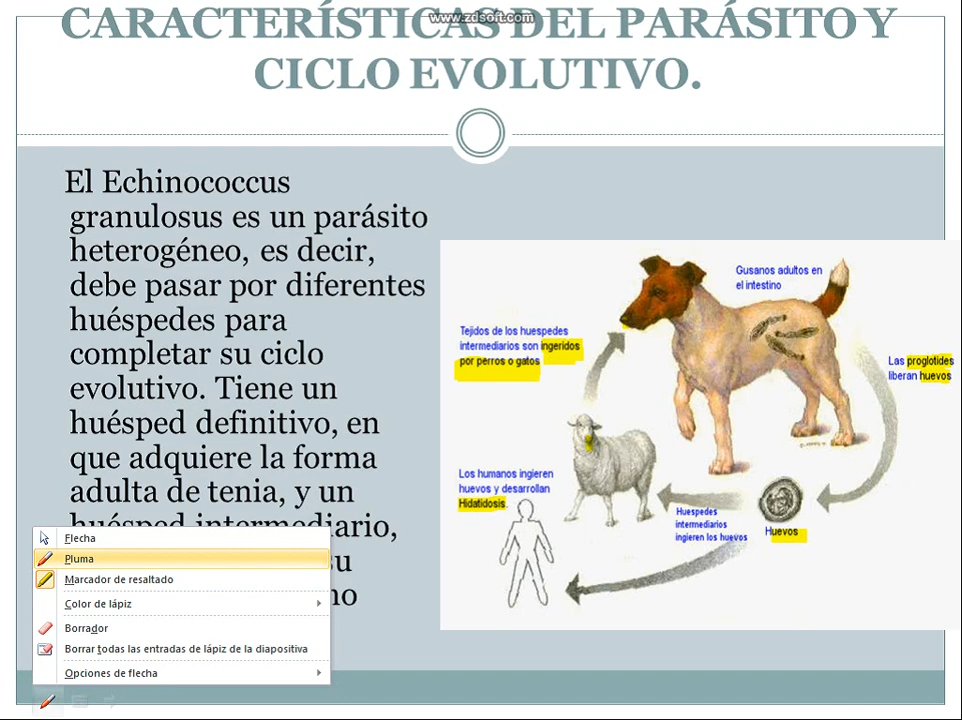 CARACTERÍSTICAS DEL PARÁSITO Y
www.zdsoft.com
CICLO EVOLUTIVO.
El Echinococcus
granulosus es un parásito
heterogéneo, es decir,
debe pasar por diferentes
huéspedes para
completar su ciclo
evolutivo. Tiene un
huésped definitivo, en
que adquiere la forma
adulta de tenia, y un
huésped intermediario,
su
Gusanos adultos en
el intestino
Tejidos de los huespedes
intermediarios son ingeridos
por perros o gatos
Las proglotides
liberan huevos
Los humanos ingieren
huevos y desarrollan
Hidatidosis.
Huespedes
intermediarios
ingieren los huevos
Huevos
Flecha
Pluma
Marcador de resaltado
Color de lápiz
Borrador
Borrar todas las entradas de lápiz de la diapositiva
Opciones de flecha